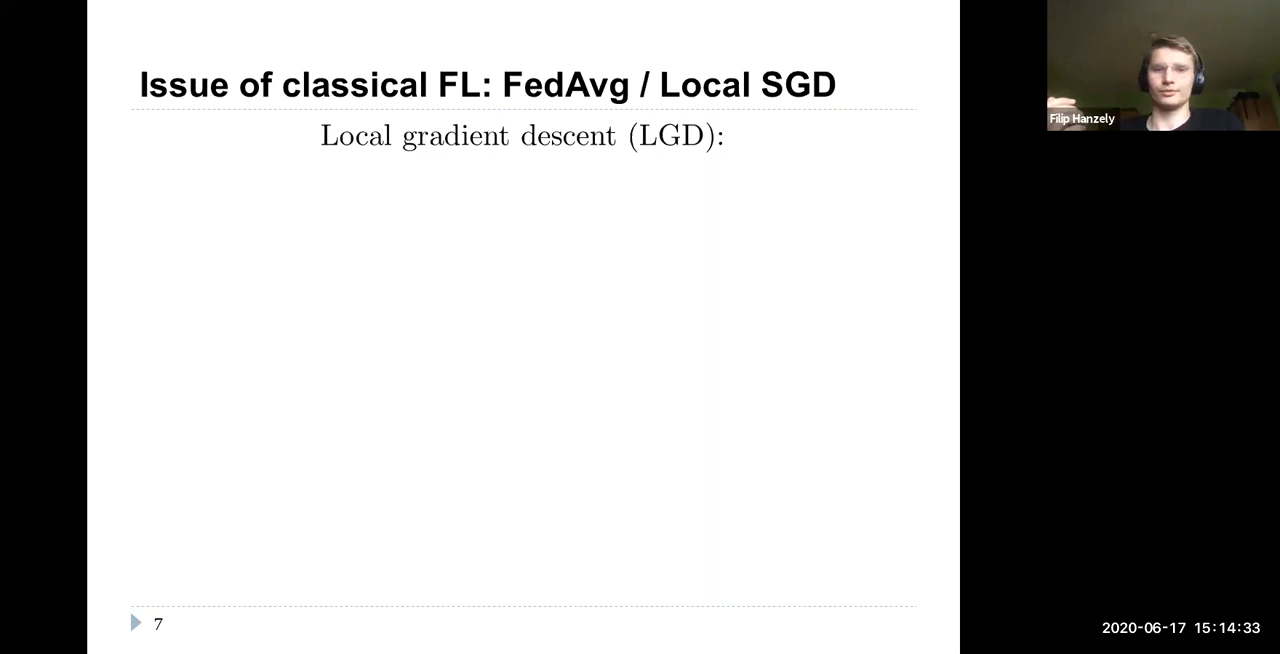 Issue of classical FL: FedAvg / Local SGD
Local gradient descent (LGD):
Filip Hanzely
7
2020-06-17 15:14:33